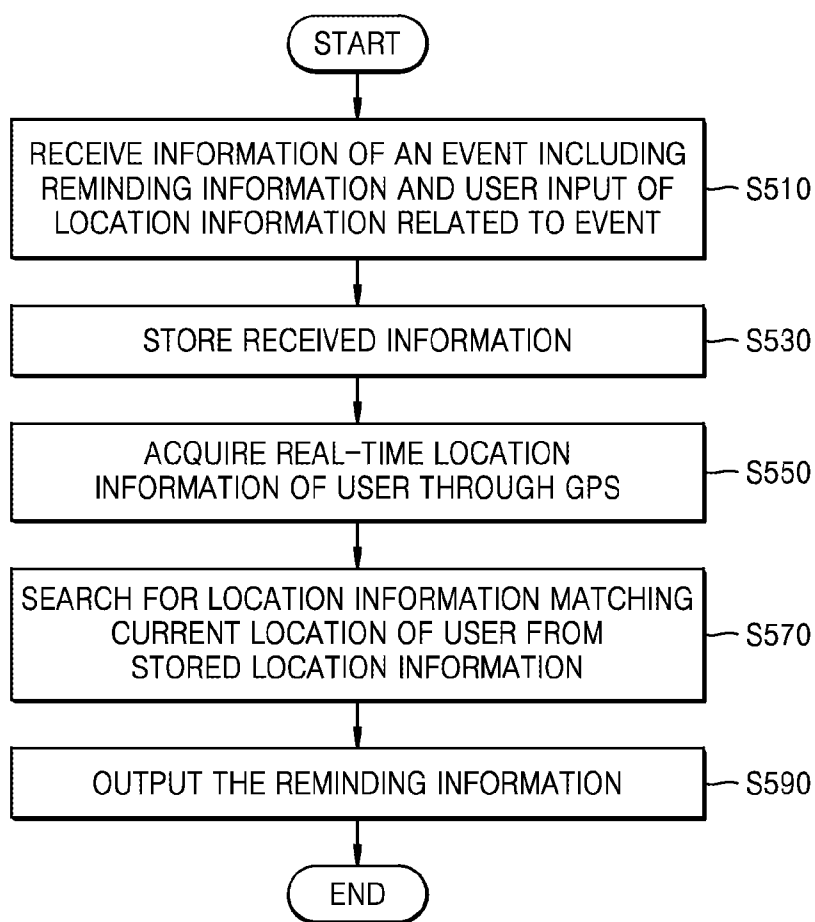 START
RECEIVE INFORMATION OF AN EVENT INCLUDING
REMINDING INFORMATION AND USER INPUT OF
LOCATION INFORMATION RELATED TO EVENT
S510
STORE RECEIVED INFORMATION
S530
ACQUIRE REAL-TIME LOCATION
INFORMATION OF USER THROUGH GPS
S550
SEARCH FOR LOCATION INFORMATION MATCHING
CURRENT LOCATION OF USER FROM
STORED LOCATION INFORMATION
S570
OUTPUT THE REMINDING INFORMATION
S590
END